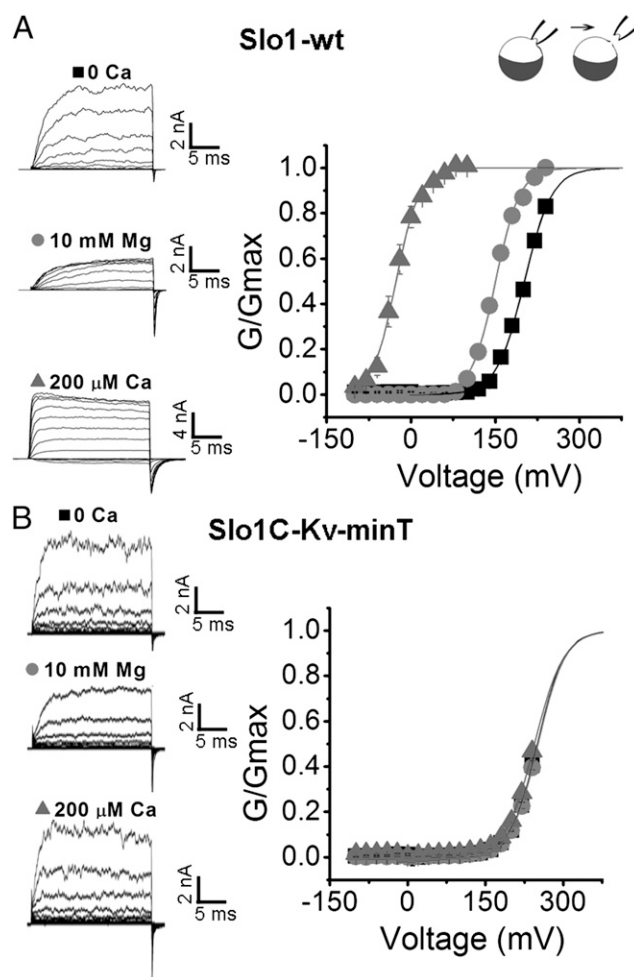 A
Slo1-wt
■ 0 Ca
2 nA
5 ms
● 10 mM Mg
2 nA
5 ms
▲ 200 μM Ca
4 nA
5 ms
G/Gmax
1.0
0.8
0.6
0.4
0.2
0.0
-150 0 150 300
Voltage (mV)
B
Slo1C-Kv-minT
■ 0 Ca
2 nA
5 ms
● 10 mM Mg
2 nA
5 ms
▲ 200 μM Ca
2 nA
5 ms
G/Gmax
1.0
0.8
0.6
0.4
0.2
0.0
-150 0 150 300
Voltage (mV)